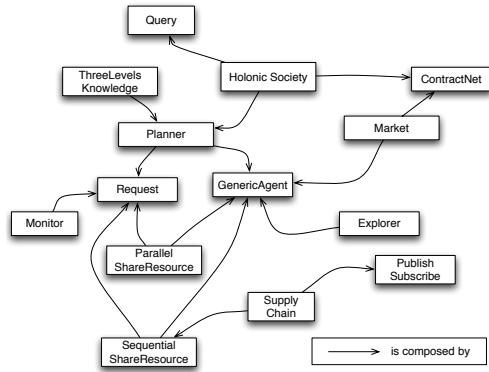 Query
Holonic Society
ContractNet
ThreeLevels
Knowledge
Planner
Market
Request
GenericAgent
Monitor
Explorer
Parallel
ShareResource
Publish
Subscribe
Supply
Chain
Sequential
ShareResource
is composed by